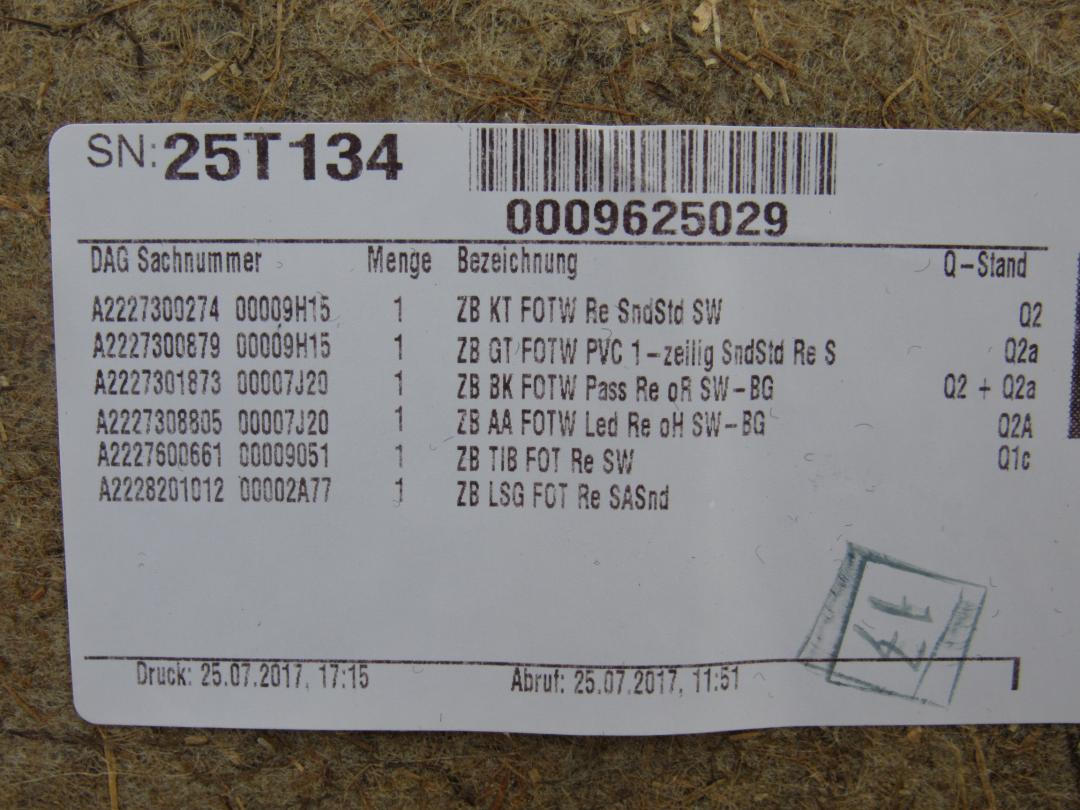 SN: 25T134
0009625029
DAG Sachnummer Menge Bezeichnung Q-Stand
A2227300274 00009H15 1 ZB KT FOTW Re SndStd SW Q2
A2227300879 00009H15 1 ZB GT FOTW PVC 1-zeilig SndStd Re S Q2a
A2227301873 00007J20 1 ZB BK FOTW Pass Re oR SW-BG Q2 + Q2a
A2227308805 00007J20 1 ZB AA FOTW Led Re oH SW-BG Q2A
A2227600661 00009051 1 ZB TIB FOT Re SW Q1c
A2228201012 00002A77 1 ZB LSG FOT Re SASnd
Druck: 25.07.2017, 17:15 Abruf: 25.07.2017, 11:51